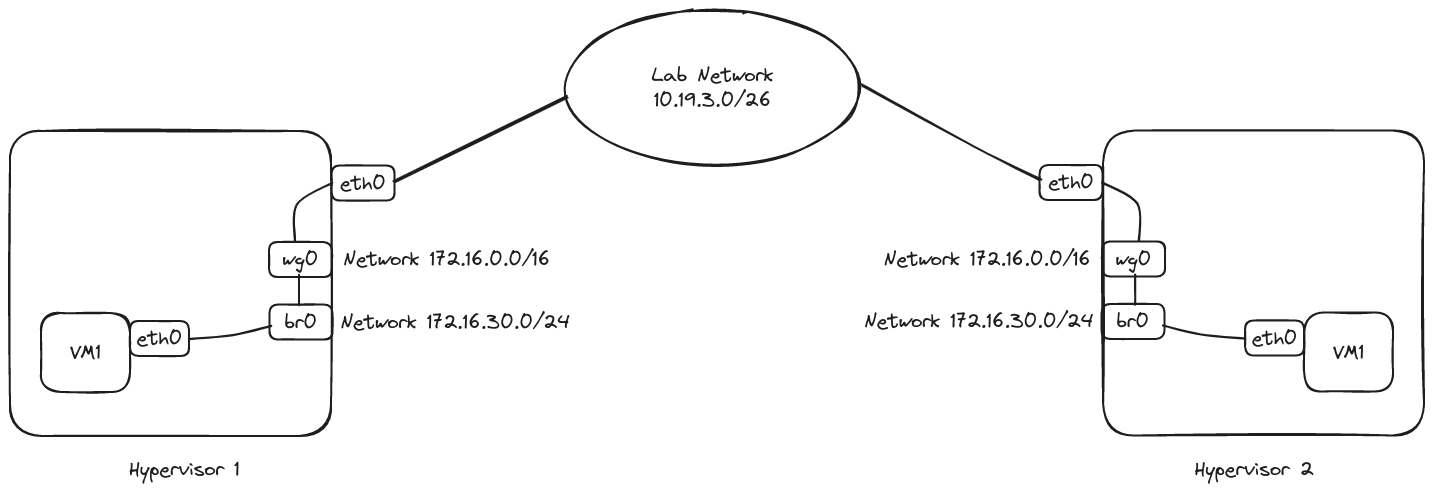 Lab Network
10.19.3.0/26
eth0
eth0
wg0
Network 172.16.0.0/16
Network 172.16.0.0/16
wg0
br0
Network 172.16.30.0/24
Network 172.16.30.0/24
br0
eth0
eth0
VM1
VM1
Hypervisor 1
Hypervisor 2